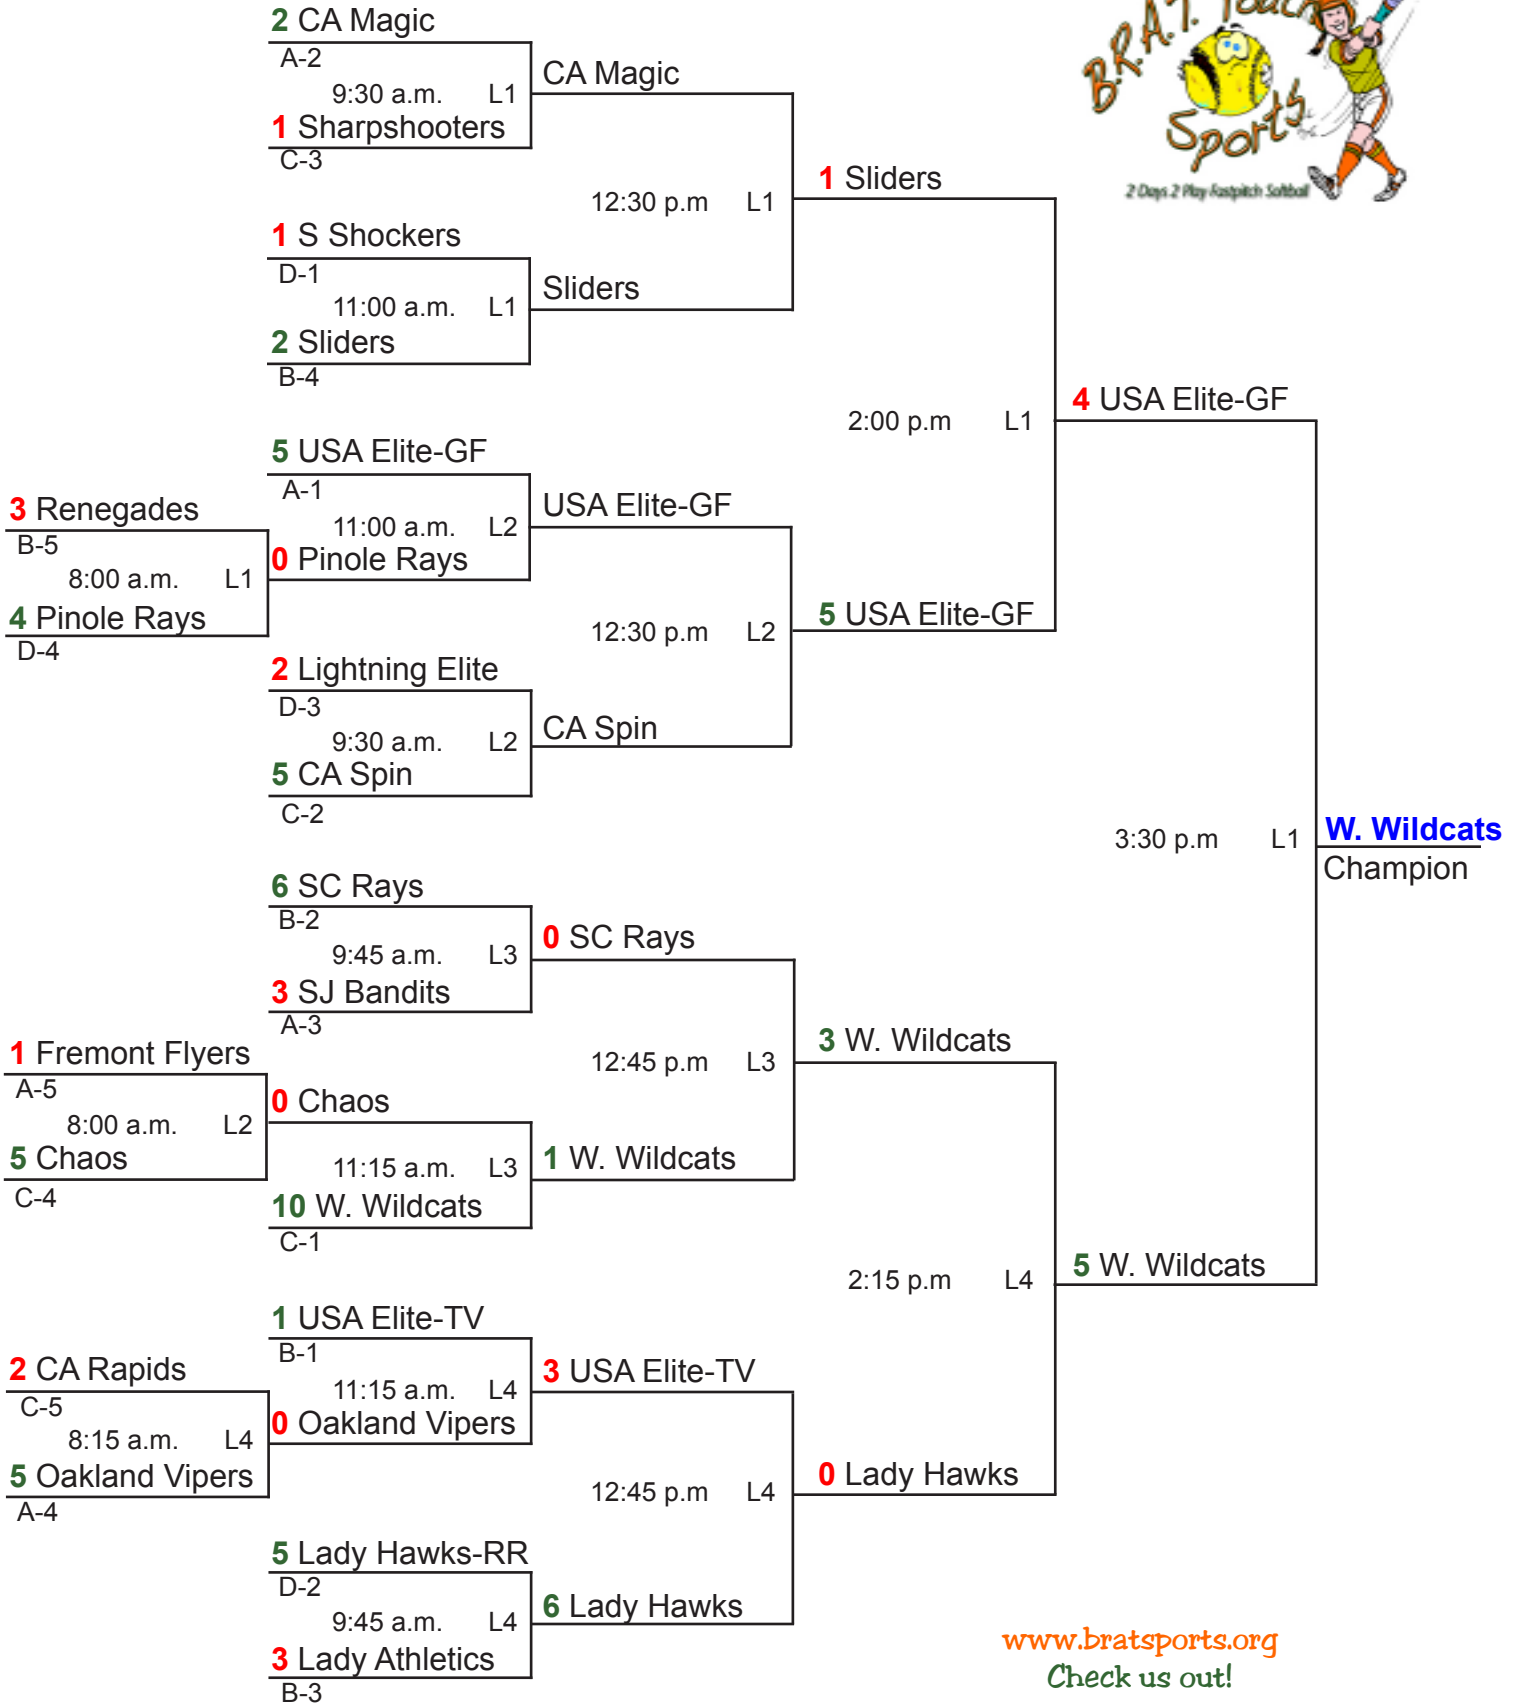 B.R.A.T. Touch
Sports
2 Days 2 Play Fastpitch Softball
2 CA Magic
A-2
9:30 a.m. L1
1 Sharpshooters
C-3
CA Magic
12:30 p.m L1
1 S Shockers
D-1
11:00 a.m. L1
2 Sliders
B-4
Sliders
1 Sliders
2:00 p.m L1
5 USA Elite-GF
A-1
11:00 a.m. L2
0 Pinole Rays
3 Renegades
B-5
8:00 a.m. L1
4 Pinole Rays
D-4
USA Elite-GF
12:30 p.m L2
2 Lightning Elite
D-3
9:30 a.m. L2
5 CA Spin
C-2
CA Spin
5 USA Elite-GF
4 USA Elite-GF
3:30 p.m L1
W. Wildcats
Champion
6 SC Rays
B-2
9:45 a.m. L3
3 SJ Bandits
A-3
0 SC Rays
12:45 p.m L3
1 Fremont Flyers
A-5
8:00 a.m. L2
5 Chaos
C-4
0 Chaos
11:15 a.m. L3
10 W. Wildcats
C-1
1 W. Wildcats
3 W. Wildcats
2:15 p.m L4
5 W. Wildcats
1 USA Elite-TV
B-1
11:15 a.m. L4
0 Oakland Vipers
2 CA Rapids
C-5
8:15 a.m. L4
5 Oakland Vipers
A-4
3 USA Elite-TV
12:45 p.m L4
0 Lady Hawks
5 Lady Hawks-RR
D-2
9:45 a.m. L4
3 Lady Athletics
B-3
6 Lady Hawks
www.bratsports.org
Check us out!